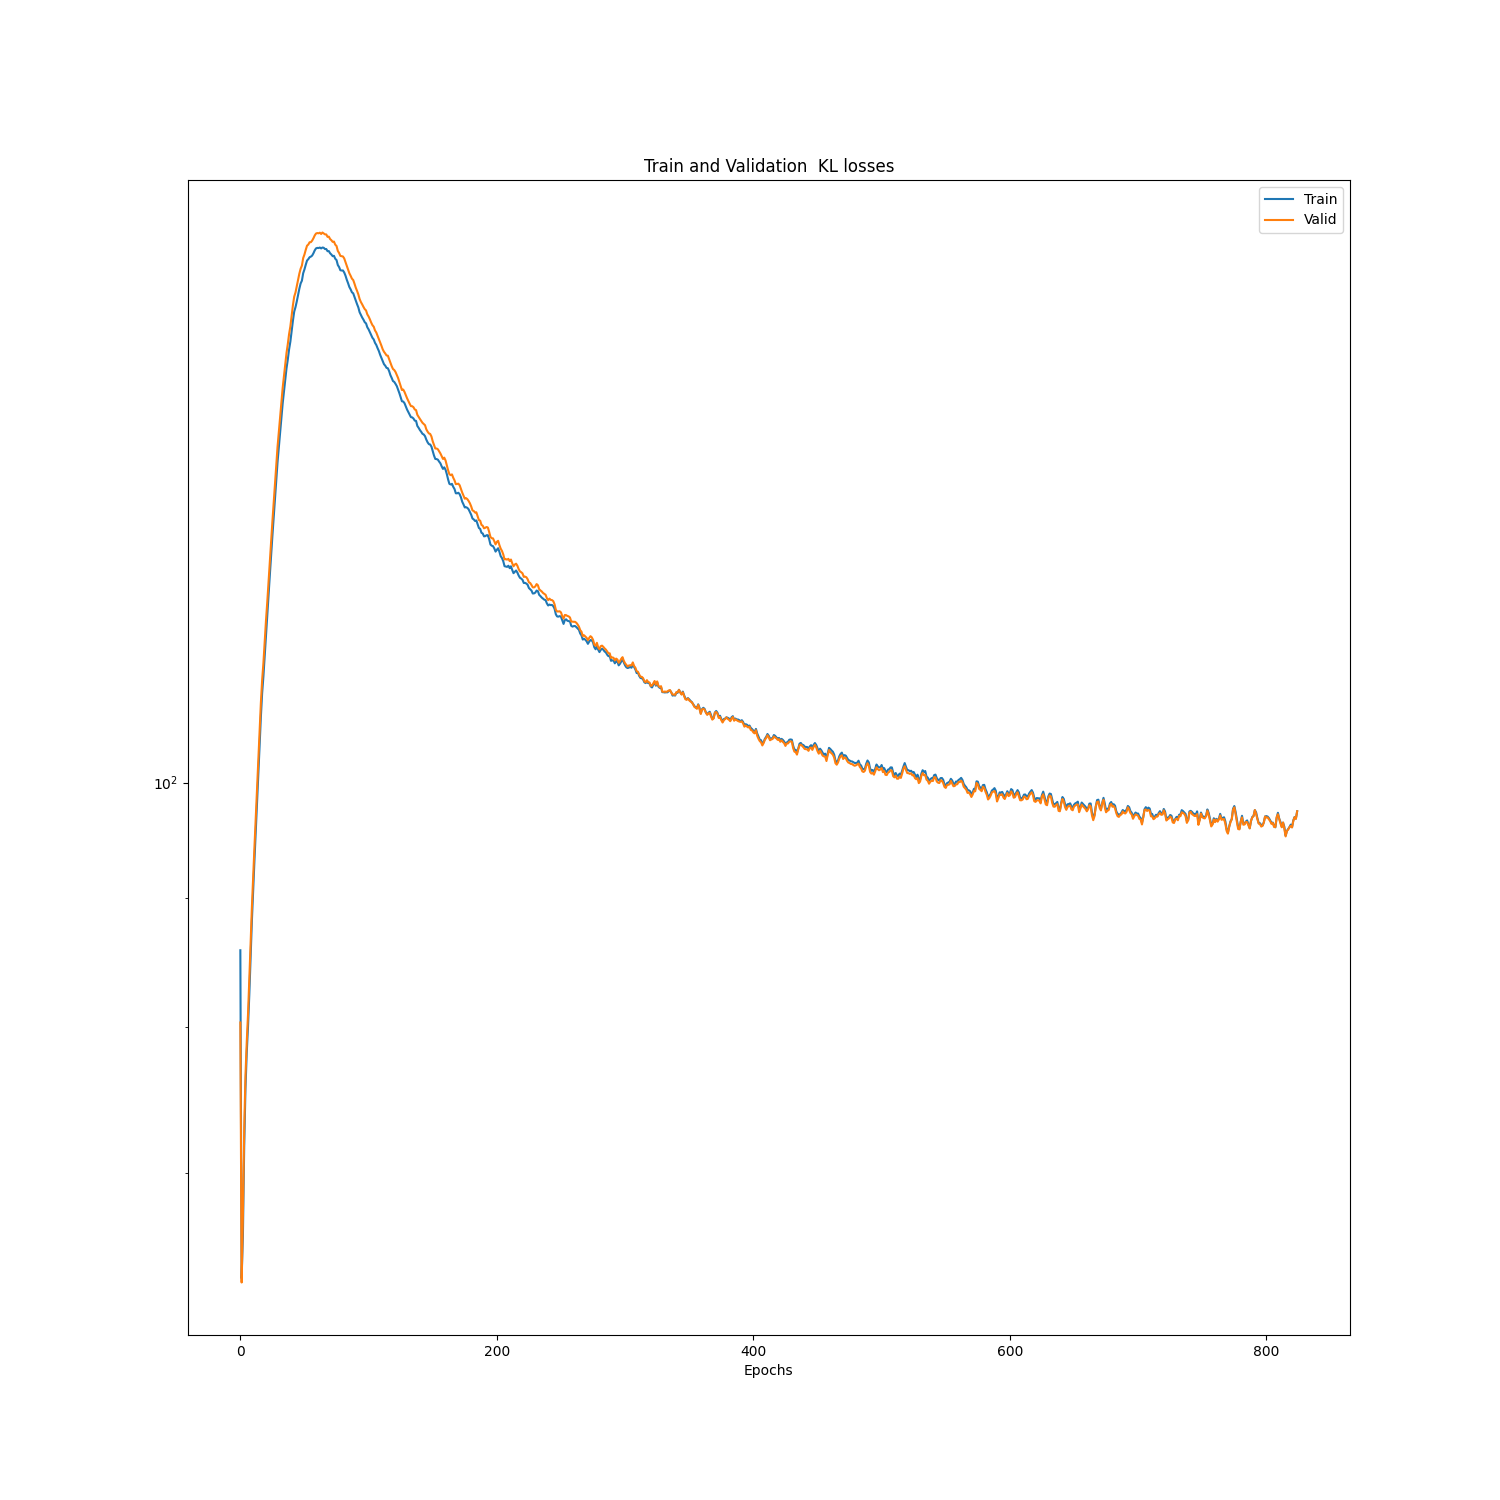 Train and Validation  KL losses
Train
Valid
10²
0 200 400 600 800
Epochs